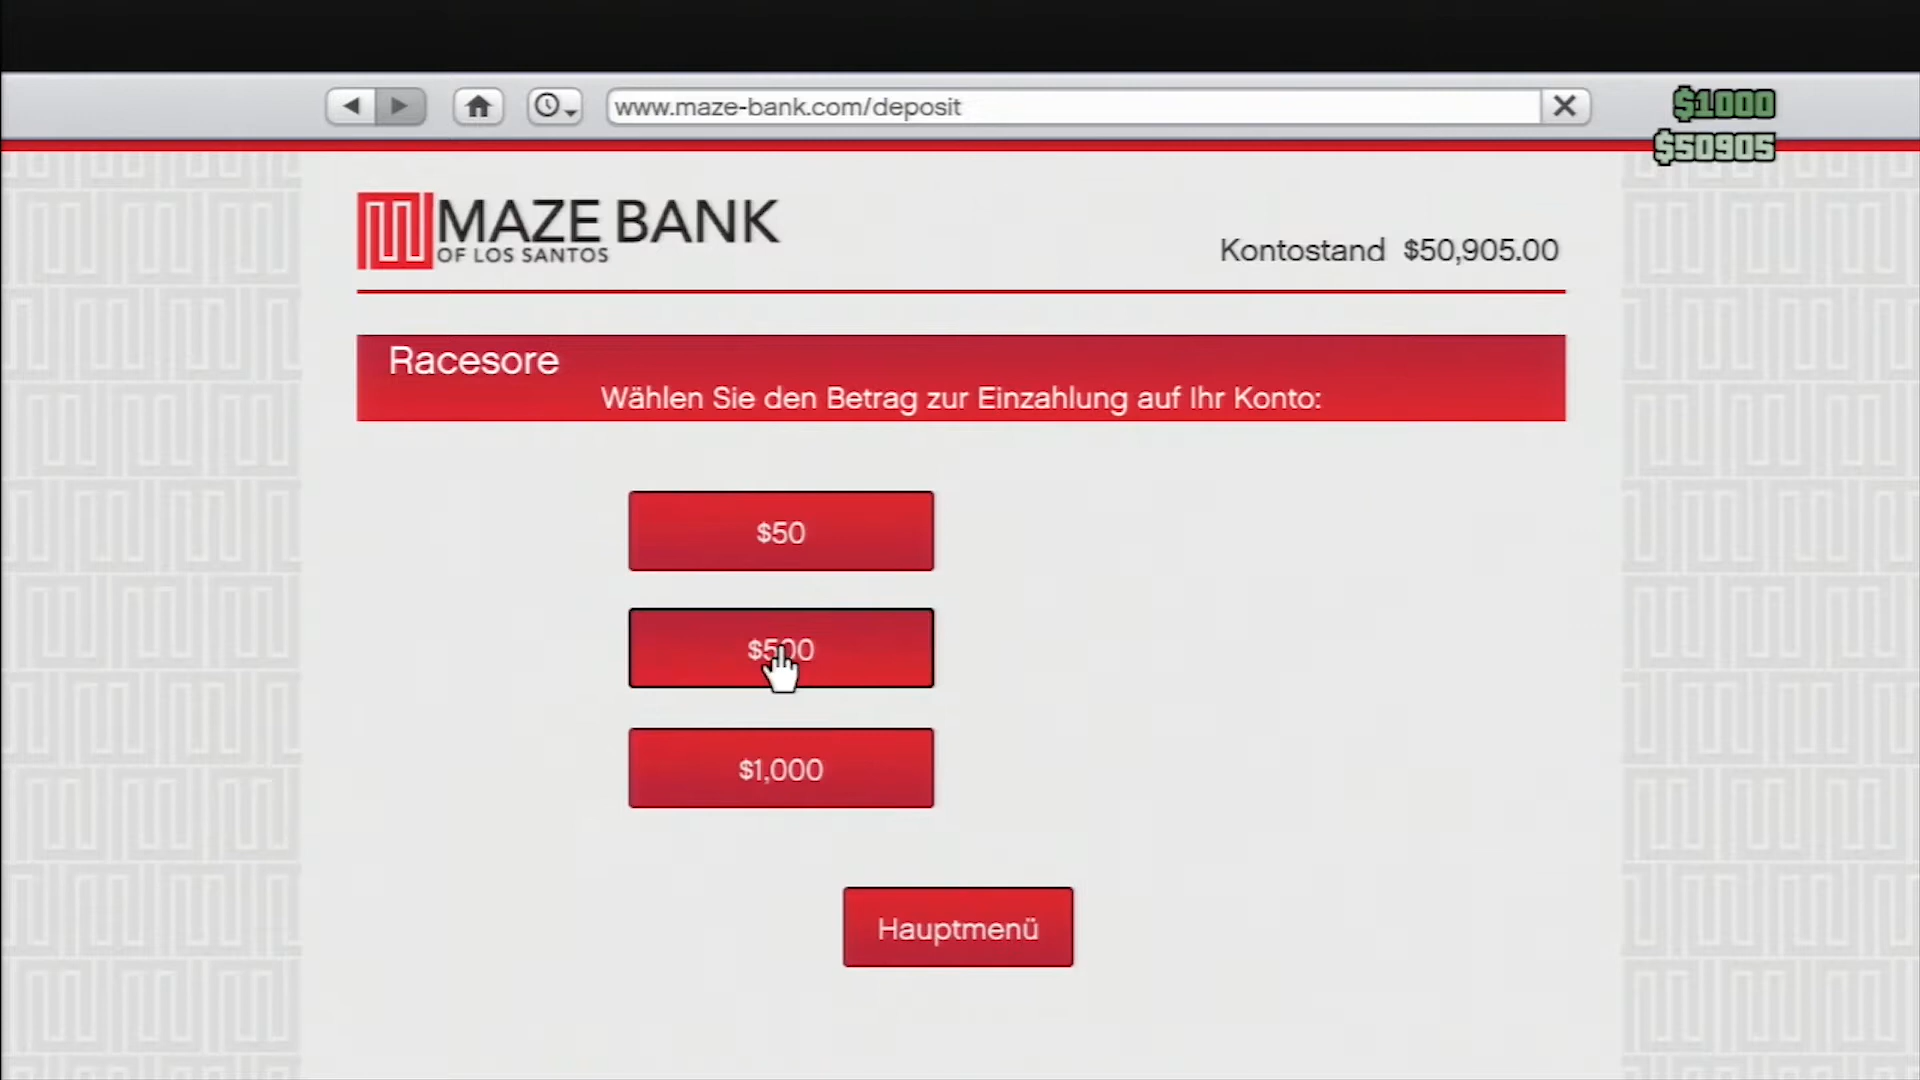 www.maze-bank.com/deposit
$1000
$50905
MAZE BANK
OF LOS SANTOS
Kontostand $50,905.00
Racesore
Wählen Sie den Betrag zur Einzahlung auf Ihr Konto:
$50
$500
$1,000
Hauptmenü